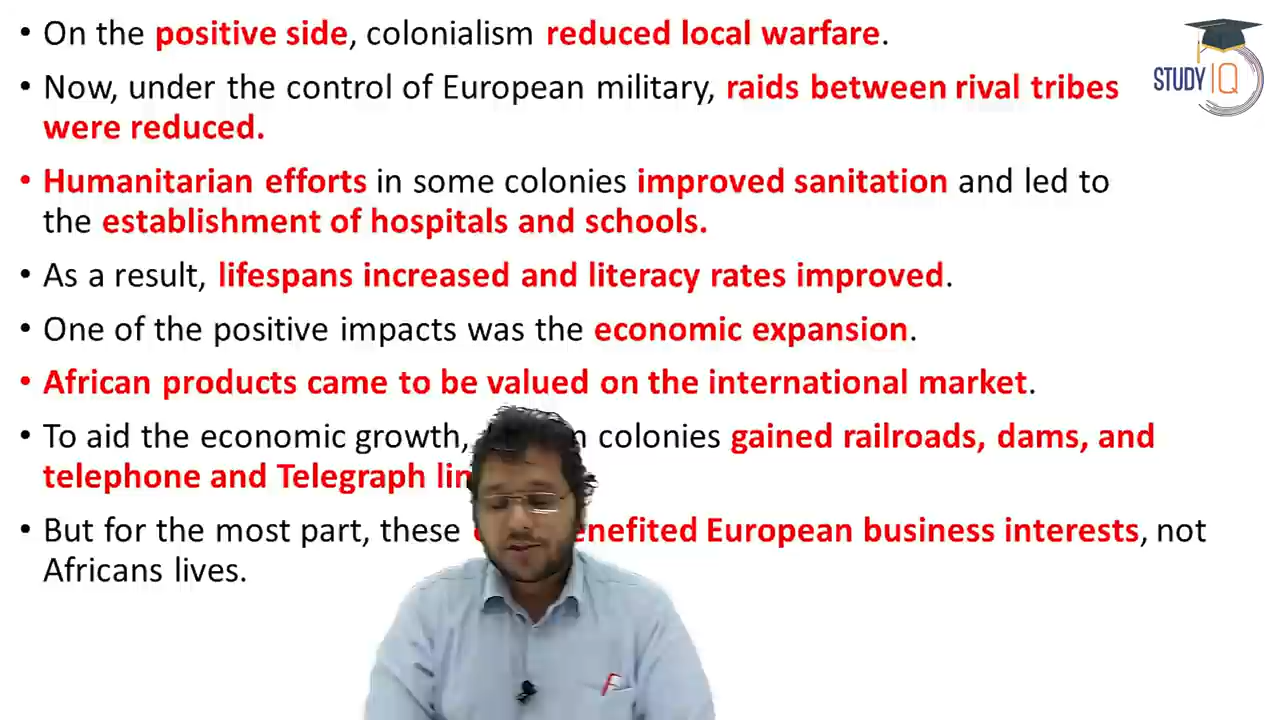 • On the positive side, colonialism reduced local warfare.
• Now, under the control of European military, raids between rival tribes
were reduced.
• Humanitarian efforts in some colonies improved sanitation and led to
the establishment of hospitals and schools.
• As a result, lifespans increased and literacy rates improved.
• One of the positive impacts was the economic expansion.
• African products came to be valued on the international market.
• To aid the economic growth, colonies gained railroads, dams, and
telephone and Telegraph
• But for the most part, these European business interests, not
Africans lives.
STUDY IQ